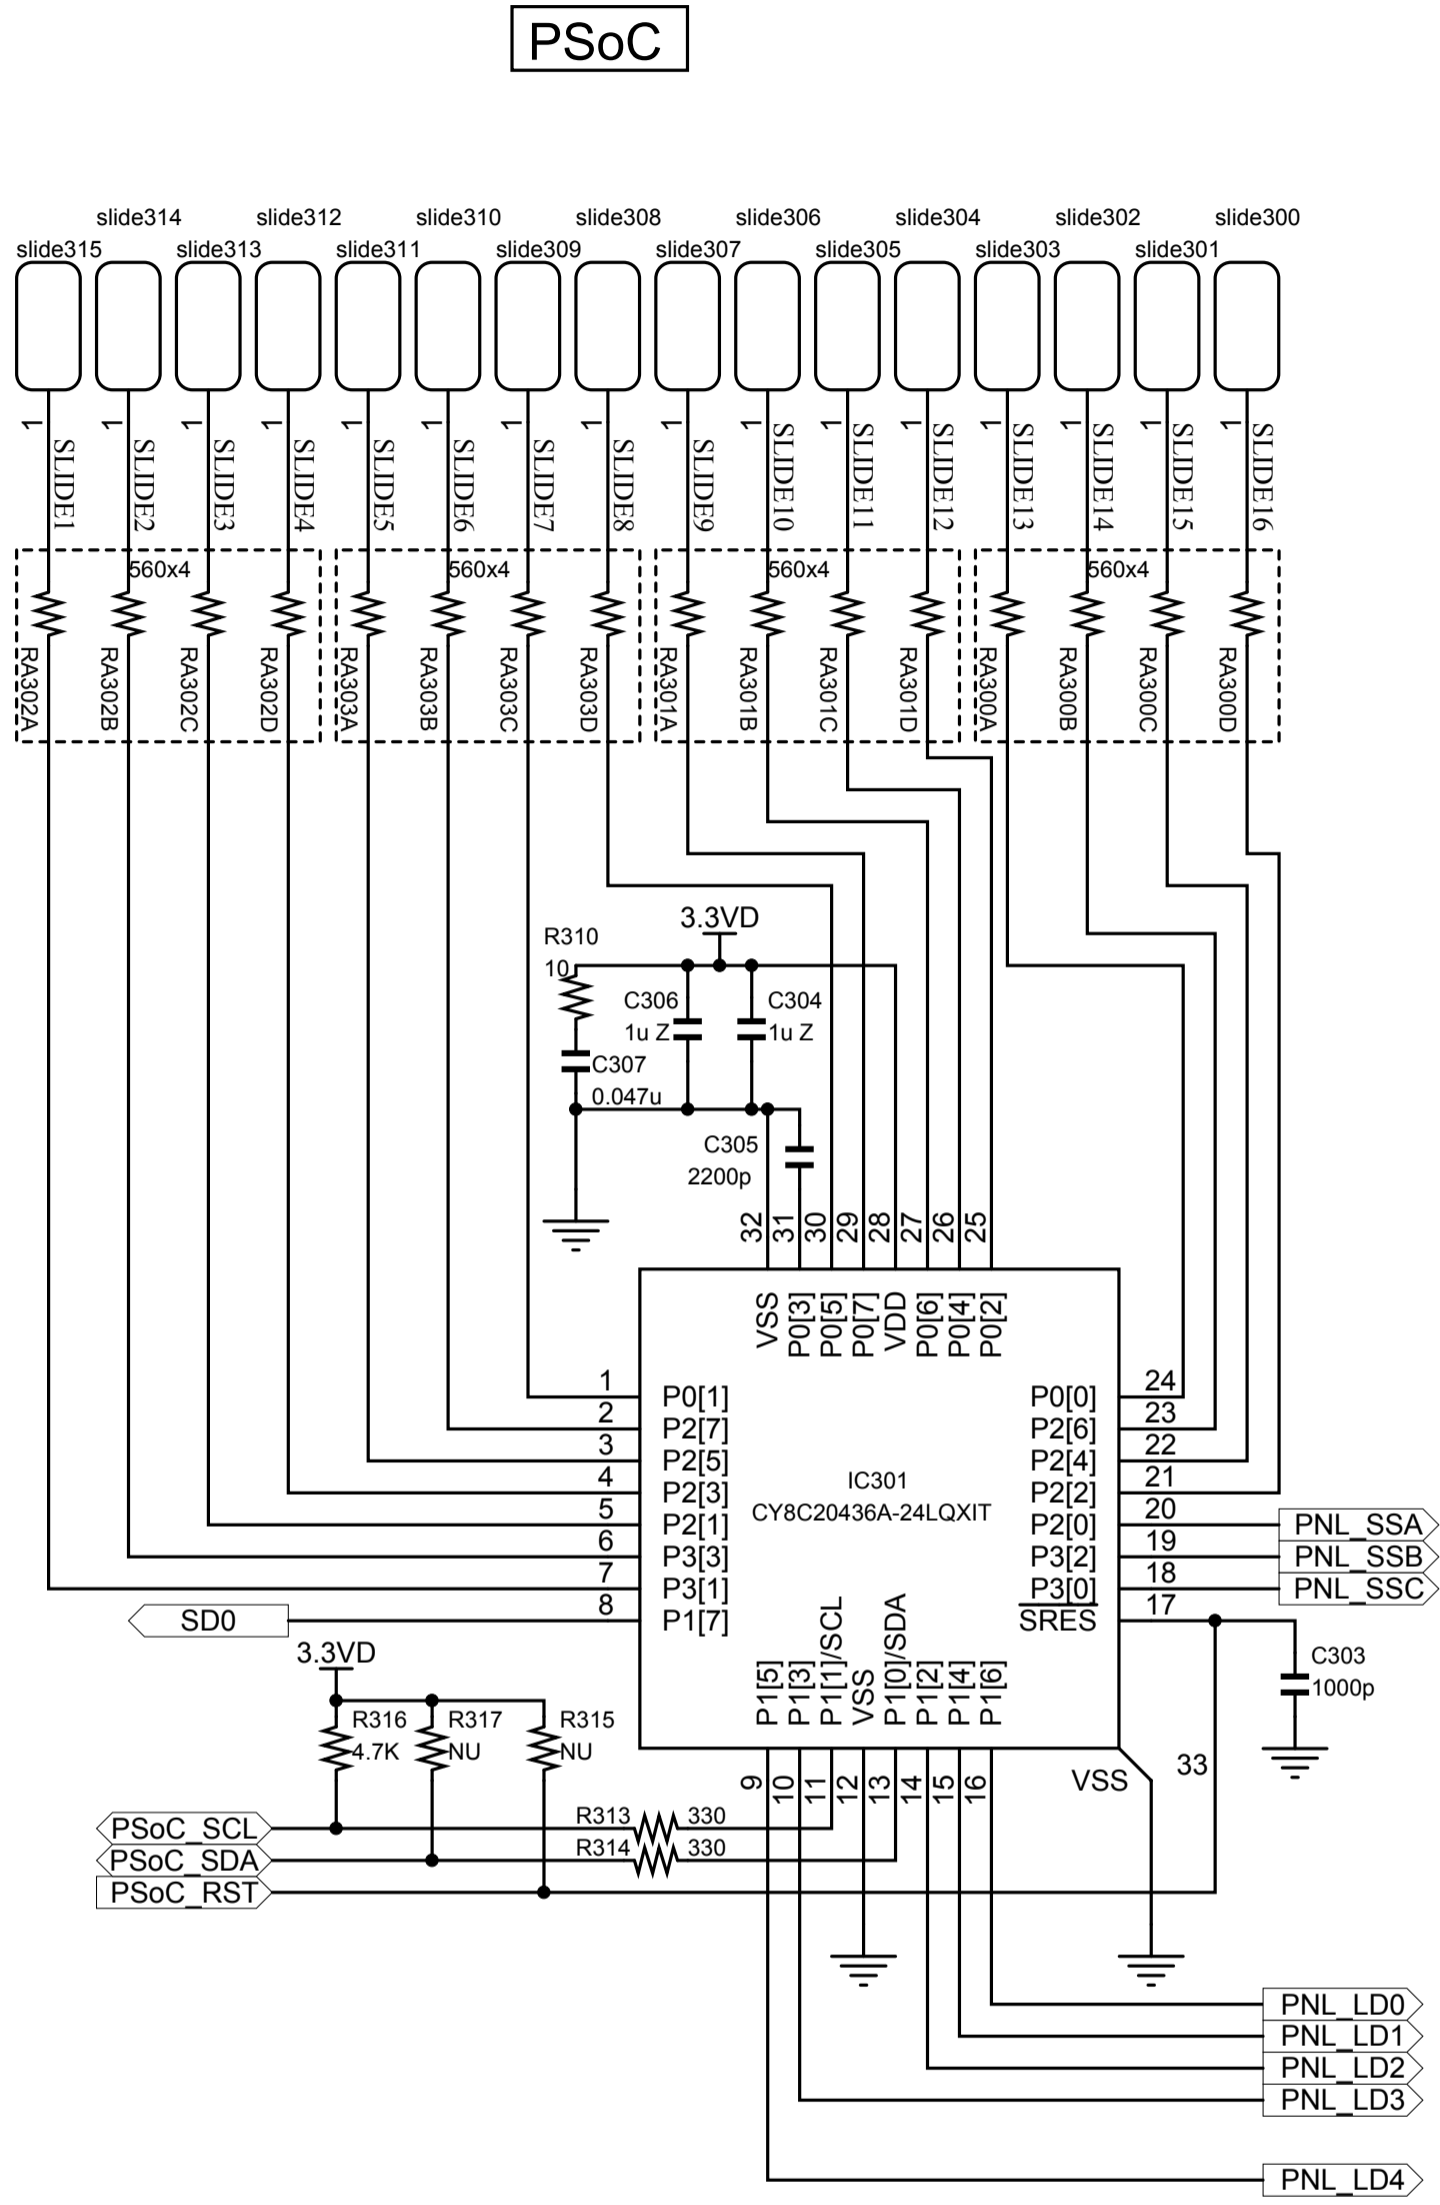 PSoC
slide314 slide312 slide310 slide308 slide306 slide304 slide302 slide300
slide315 slide313 slide311 slide309 slide307 slide305 slide303 slide301
1 1 1 1 1 1 1 1 1 1 1 1 1 1 1 1
SLIDE1 SLIDE2 SLIDE3 SLIDE4 SLIDE5 SLIDE6 SLIDE7 SLIDE8 SLIDE9 SLIDE10 SLIDE11 SLIDE12 SLIDE13 SLIDE14 SLIDE15 SLIDE16
560x4 560x4 560x4 560x4
RA302A RA302B RA302C RA302D RA303A RA303B RA303C RA303D RA301A RA301B RA301C RA301D RA300A RA300B RA300C RA300D
3.3VD
R310
10
C306 C304
1u Z 1u Z
C307
0.047u
C305
2200p
32 31 30 29 28 27 26 25
VSS P0[3] P0[5] P0[7] VDD P0[6] P0[4] P0[2]
1 P0[1] P0[0] 24
2 P2[7] P2[6] 23
3 P2[5] P2[4] 22
4 P2[3] P2[2] 21
5 P2[1] P2[0] 20 PNL_SSA
6 P3[3] P3[2] 19 PNL_SSB
7 P3[1] P3[0] 18 PNL_SSC
8 P1[7] SRES 17
IC301
CY8C20436A-24LQXIT
SD0
P1[5] P1[3] P1[1]/SCL VSS P1[0]/SDA P1[2] P1[4] P1[6]
9 10 11 12 13 14 15 16
VSS 33
C303
1000p
3.3VD
R316 R317 R315
4.7K NU NU
PSoC_SCL R313 330
PSoC_SDA R314 330
PSoC_RST
PNL_LD0
PNL_LD1
PNL_LD2
PNL_LD3
PNL_LD4